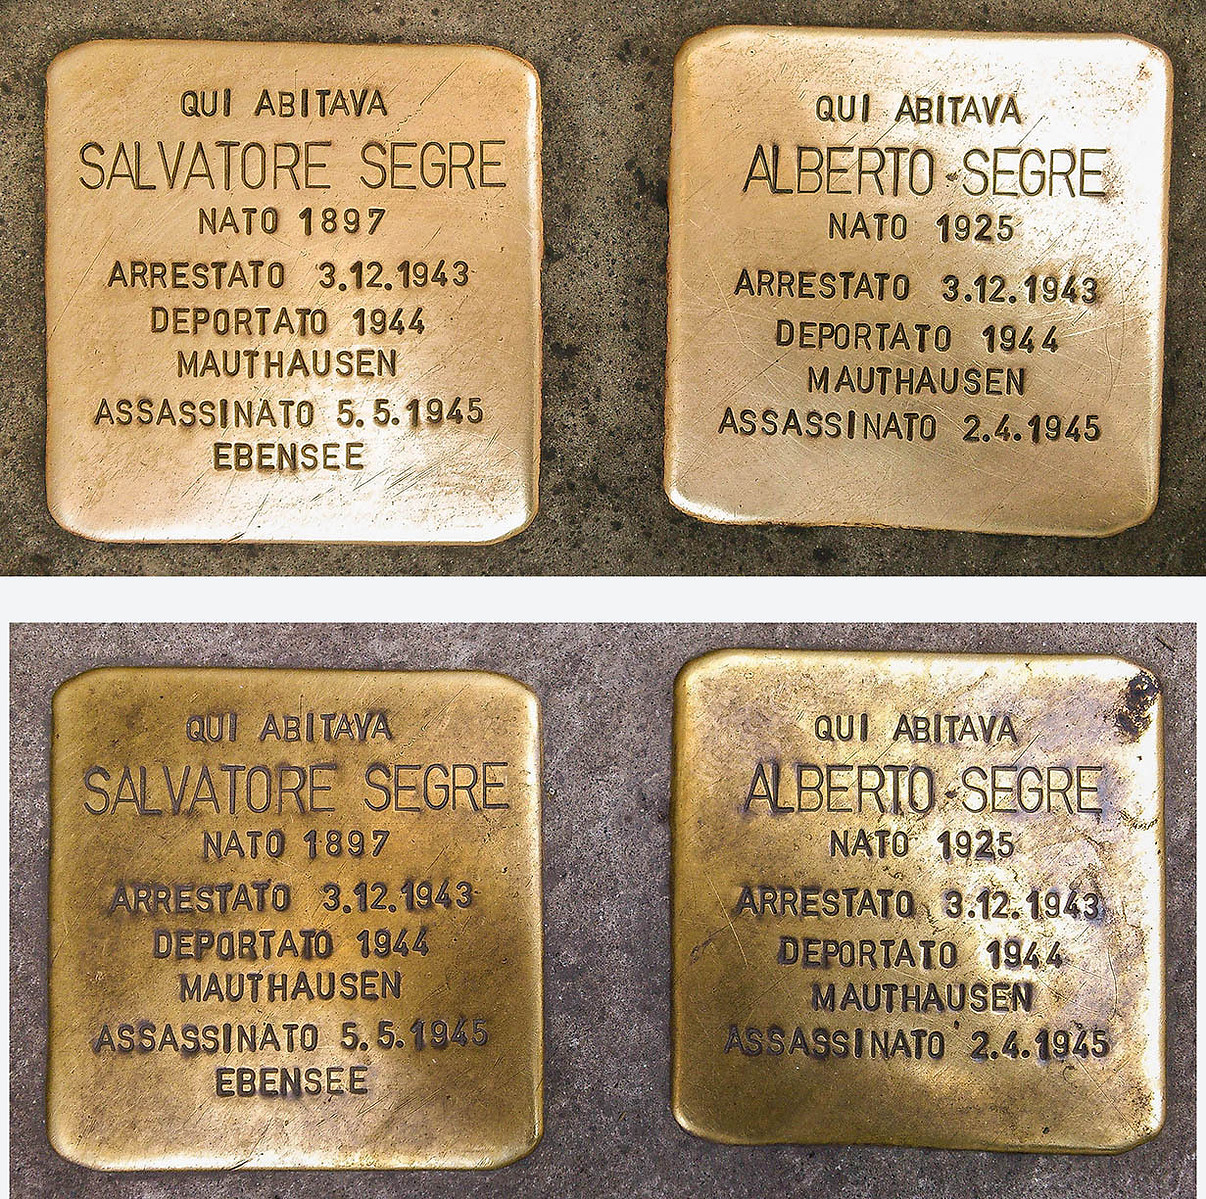 QUI ABITAVA
SALVATORE SEGRE
NATO 1897
ARRESTATO 3.12.1943
DEPORTATO 1944
MAUTHAUSEN
ASSASSINATO 5.5.1945
EBENSEE
QUI ABITAVA
ALBERTO SEGRE
NATO 1925
ARRESTATO 3.12.1943
DEPORTATO 1944
MAUTHAUSEN
ASSASSINATO 2.4.1945
QUI ABITAVA
SALVATORE SEGRE
NATO 1897
ARRESTATO 3.12.1943
DEPORTATO 1944
MAUTHAUSEN
ASSASSINATO 5.5.1945
EBENSEE
QUI ABITAVA
ALBERTO SEGRE
NATO 1925
ARRESTATO 3.12.1943
DEPORTATO 1944
MAUTHAUSEN
ASSASSINATO 2.4.1945